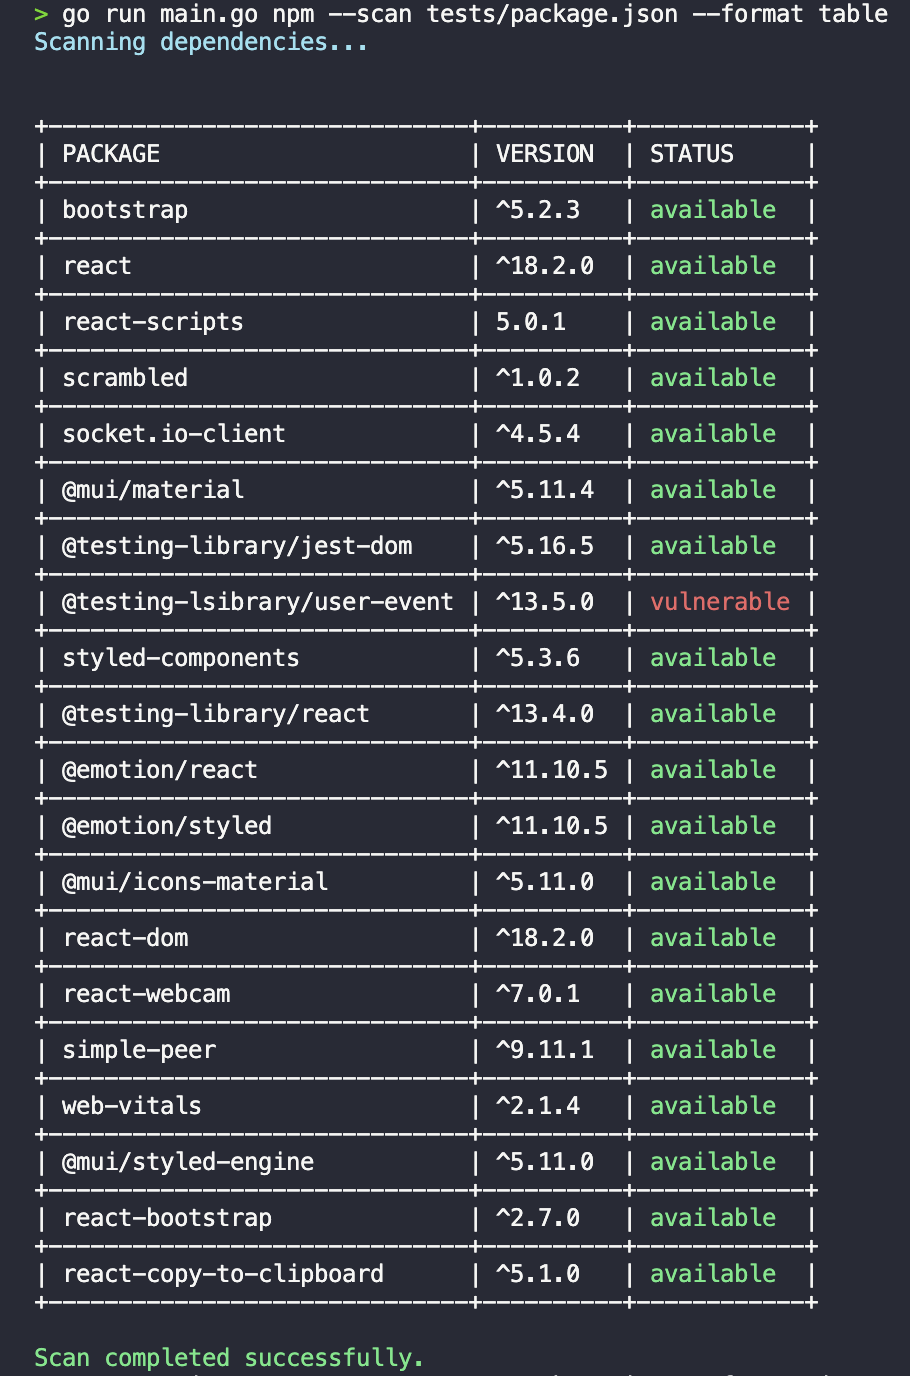 > go run main.go npm --scan tests/package.json --format table
Scanning dependencies...
| PACKAGE | VERSION | STATUS |
| bootstrap | ^5.2.3 | available |
| react | ^18.2.0 | available |
| react-scripts | 5.0.1 | available |
| scrambled | ^1.0.2 | available |
| socket.io-client | ^4.5.4 | available |
| @mui/material | ^5.11.4 | available |
| @testing-library/jest-dom | ^5.16.5 | available |
| @testing-lsibrary/user-event | ^13.5.0 | vulnerable |
| styled-components | ^5.3.6 | available |
| @testing-library/react | ^13.4.0 | available |
| @emotion/react | ^11.10.5 | available |
| @emotion/styled | ^11.10.5 | available |
| @mui/icons-material | ^5.11.0 | available |
| react-dom | ^18.2.0 | available |
| react-webcam | ^7.0.1 | available |
| simple-peer | ^9.11.1 | available |
| web-vitals | ^2.1.4 | available |
| @mui/styled-engine | ^5.11.0 | available |
| react-bootstrap | ^2.7.0 | available |
| react-copy-to-clipboard | ^5.1.0 | available |
Scan completed successfully.